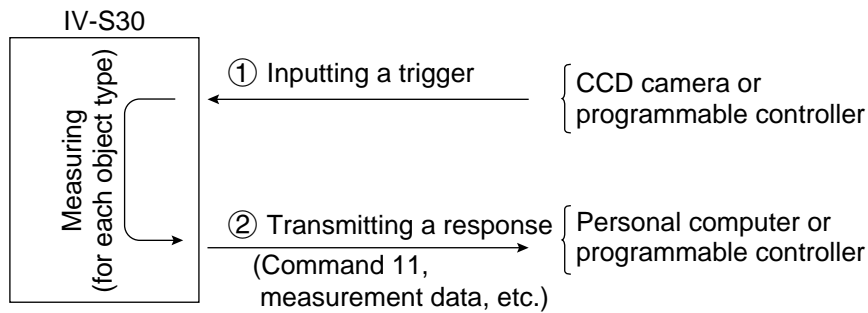 IV-S30
Measuring
(for each object type)
① Inputting a trigger
CCD camera or
programmable controller
② Transmitting a response
(Command 11,
measurement data, etc.)
Personal computer or
programmable controller